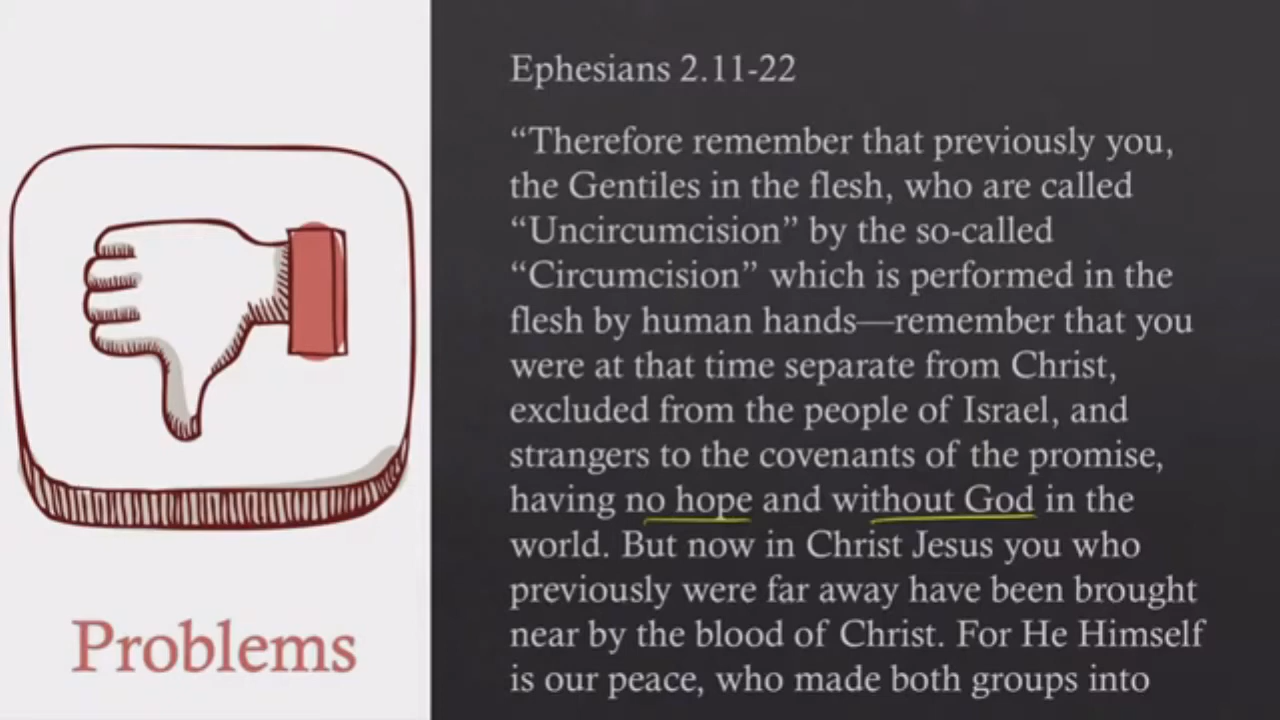 Ephesians 2.11-22
“Therefore remember that previously you,
the Gentiles in the flesh, who are called
“Uncircumcision” by the so-called
“Circumcision” which is performed in the
flesh by human hands—remember that you
were at that time separate from Christ,
excluded from the people of Israel, and
strangers to the covenants of the promise,
having no hope and without God in the
world. But now in Christ Jesus you who
previously were far away have been brought
near by the blood of Christ. For He Himself
is our peace, who made both groups into
Problems